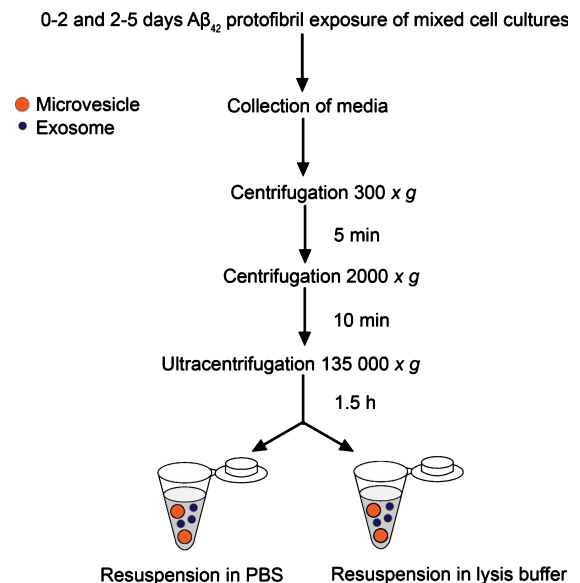 0-2 and 2-5 days Aβ42 protofibril exposure of mixed cell cultures
Collection of media
Microvesicle
Exosome
Centrifugation 300 x g
5 min
Centrifugation 2000 x g
10 min
Ultracentrifugation 135 000 x g
1.5 h
Resuspension in PBS
Resuspension in lysis buffer